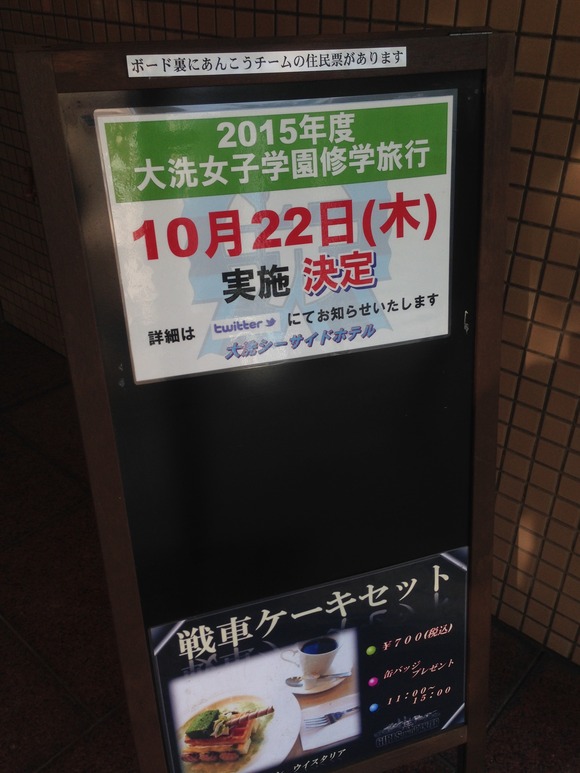 ボード裏にあんこうチームの住民票があります
2015年度
大洗女子学園修学旅行
10月22日(木)
実施 決定
詳細は twitter にてお知らせいたします
大洗シーサイドホテル
戦車ケーキセット
￥700(税込)
缶バッジ
プレゼント
11:00～
15:00
ウイスタリア